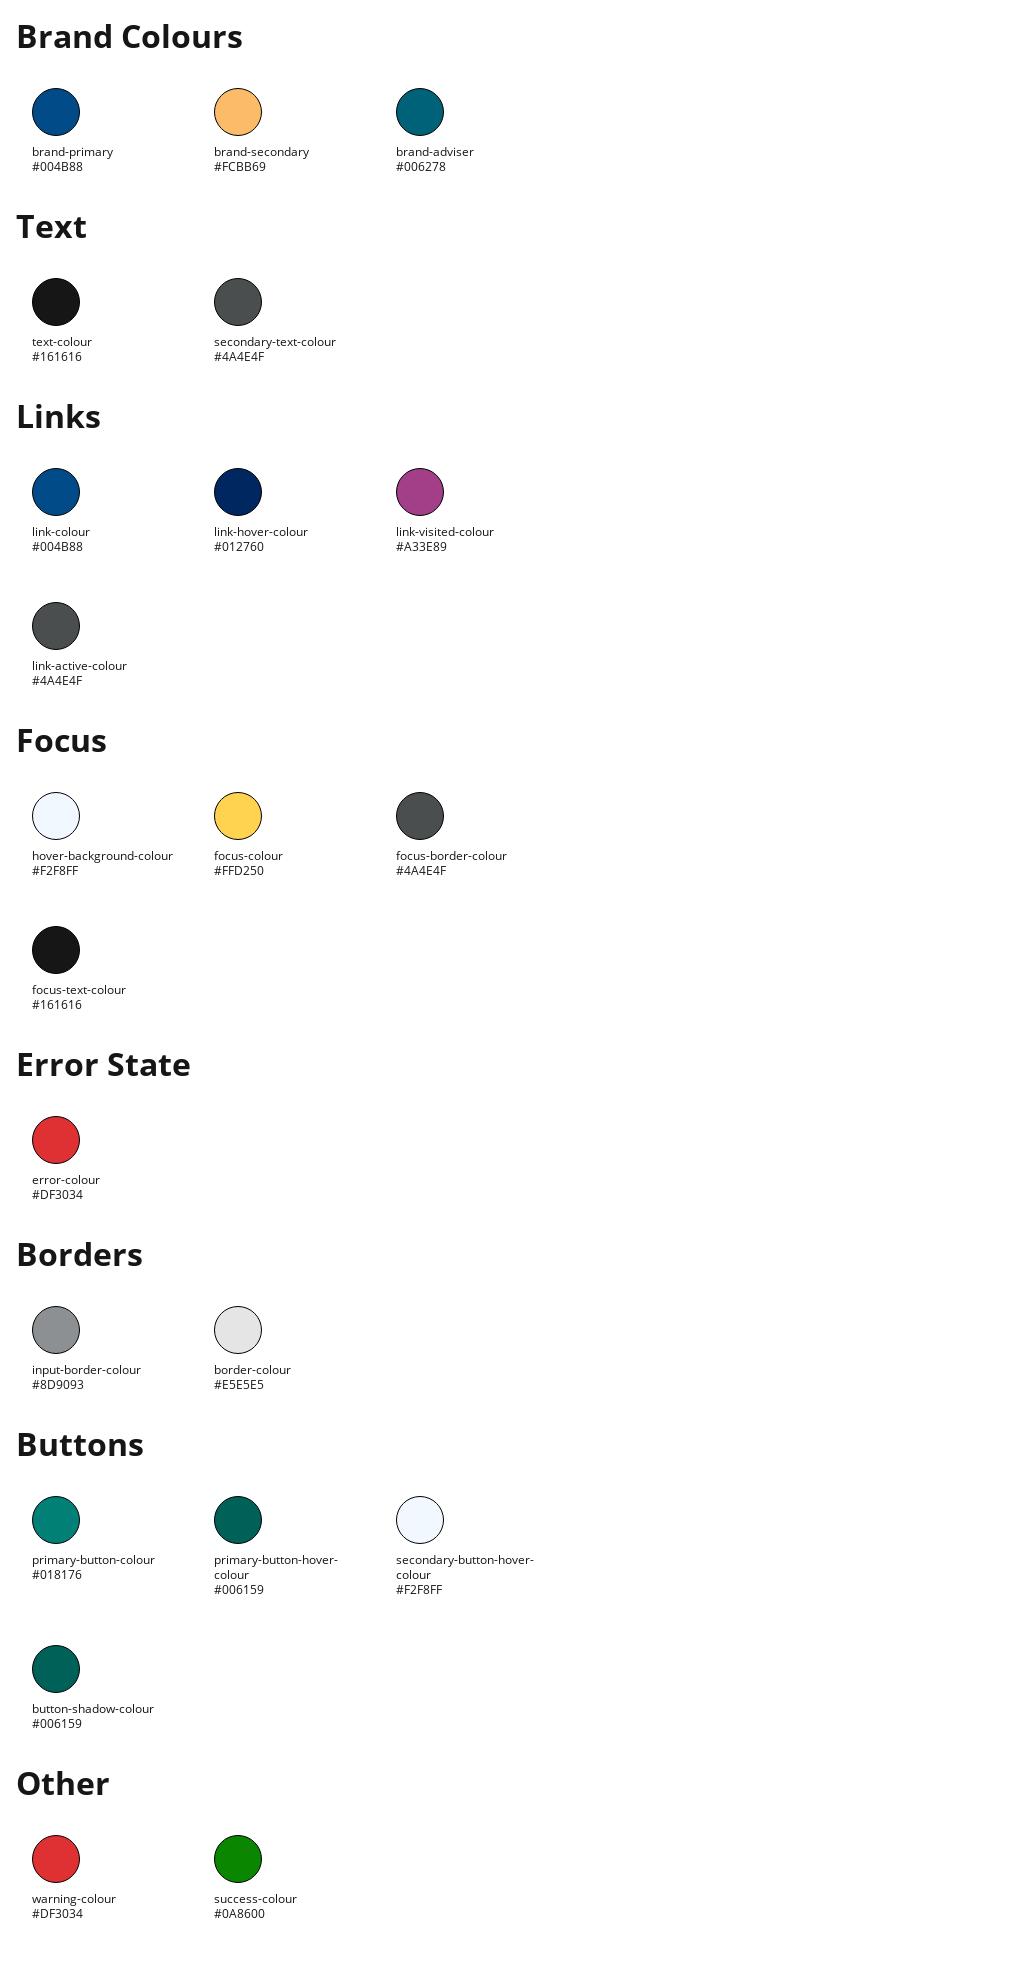 Brand Colours
brand-primary
#004B88
brand-secondary
#FCBB69
brand-adviser
#006278
Text
text-colour
#161616
secondary-text-colour
#4A4E4F
Links
link-colour
#004B88
link-hover-colour
#012760
link-visited-colour
#A33E89
link-active-colour
#4A4E4F
Focus
hover-background-colour
#F2F8FF
focus-colour
#FFD250
focus-border-colour
#4A4E4F
focus-text-colour
#161616
Error State
error-colour
#DF3034
Borders
input-border-colour
#8D9093
border-colour
#E5E5E5
Buttons
primary-button-colour
#018176
primary-button-hover-
colour
#006159
secondary-button-hover-
colour
#F2F8FF
button-shadow-colour
#006159
Other
warning-colour
#DF3034
success-colour
#0A8600